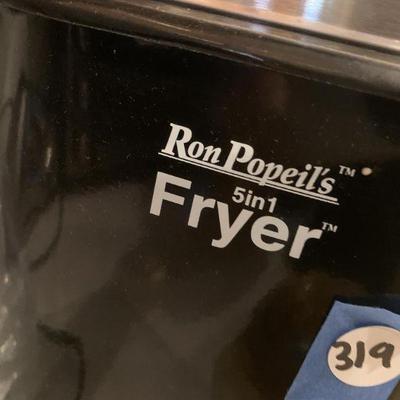 Ron Popeil's™
5in1
Fryer™
319